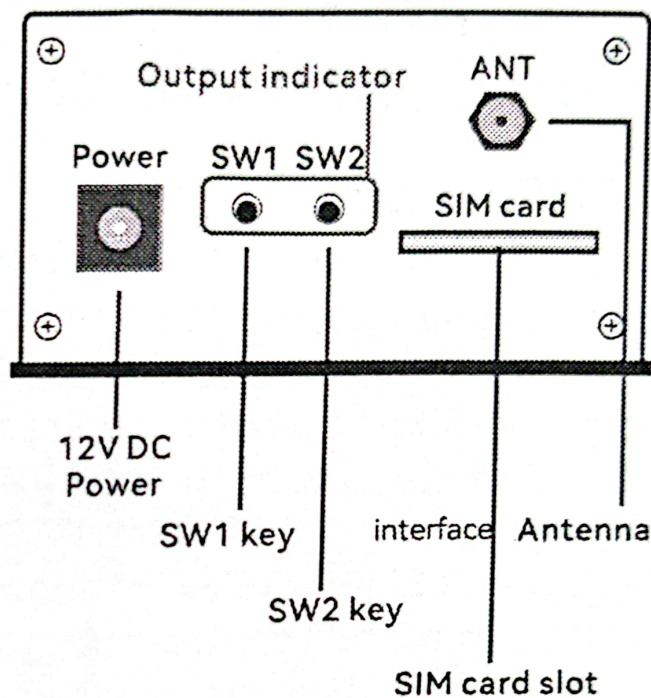 Output indicator
ANT
Power
SW1 SW2
SIM card
12V DC
Power
SW1 key
interface
Antenna
SW2 key
SIM card slot